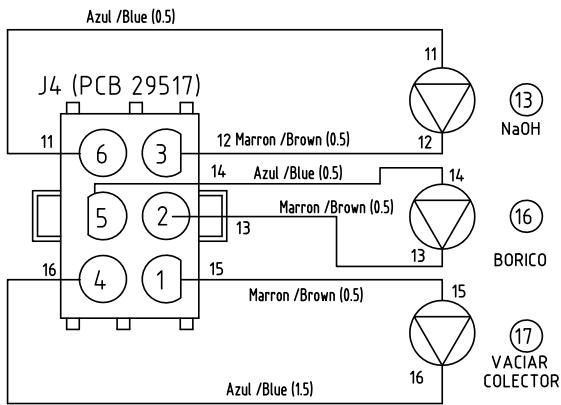 Azul /Blue (0.5)
J4 (PCB 29517)
11
11
13
NaOH
12
12 Marron /Brown (0.5)
6
3
14
Azul /Blue (0.5)
14
Marron /Brown (0.5)
5
2
13
16
13
BORICO
16
4
1
15
Marron /Brown (0.5)
15
17
VACIAR
COLECTOR
16
Azul /Blue (1.5)